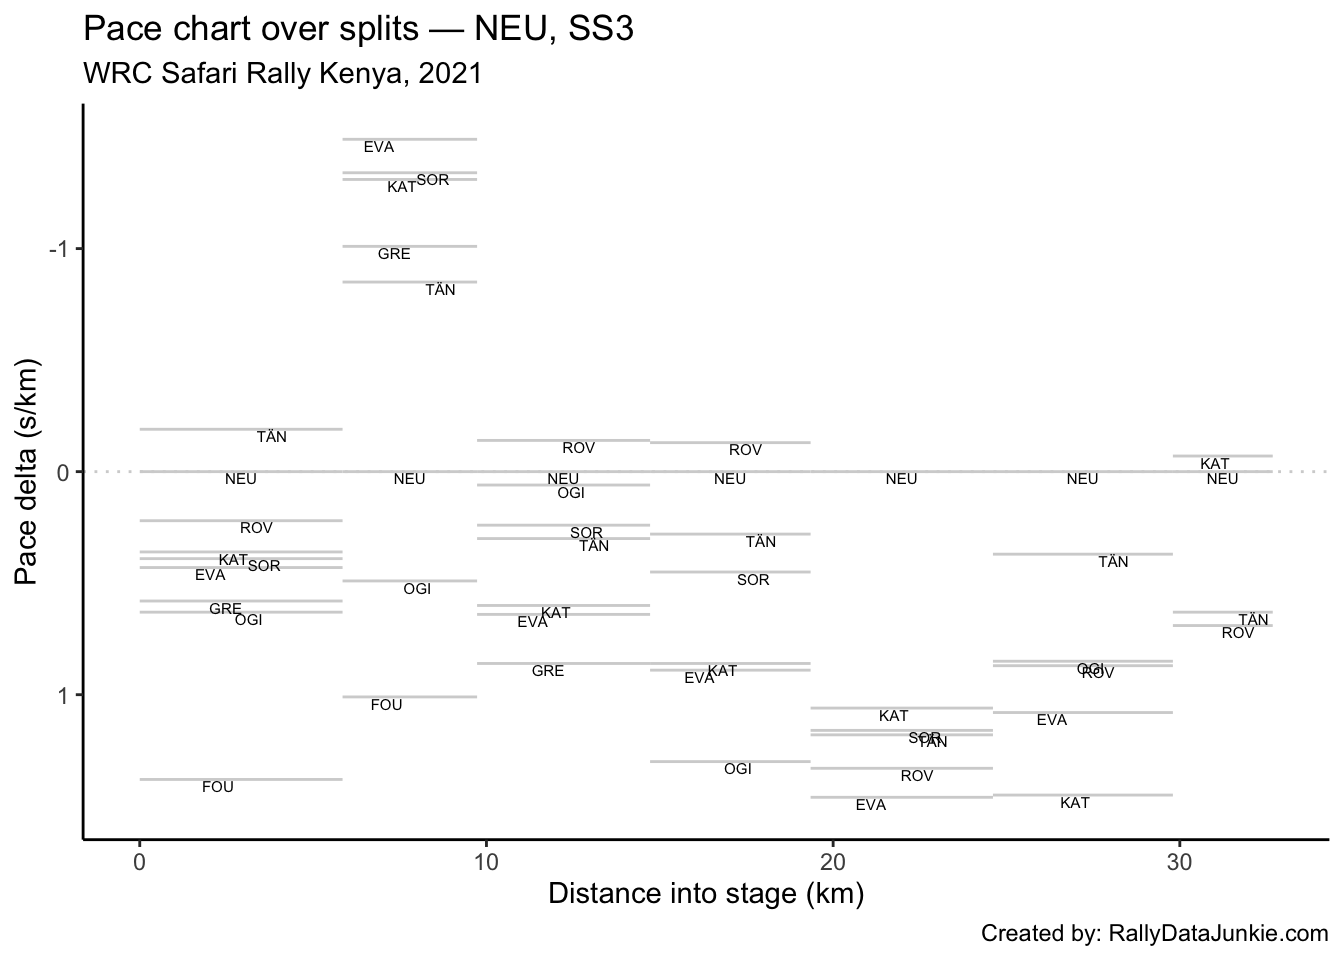 Pace chart over splits — NEU, SS3
WRC Safari Rally Kenya, 2021
EVA
SOR
KAT
GRE
-1
TÄN
TÄN
ROV
ROV
KAT
0
NEU NEU NEU NEU NEU NEU NEU
OGI
ROV
SOR
TÄN
TÄN
KAT
SOR
TÄN
EVA
SOR
OGI
GRE
OGI
KAT
EVA
TÄN
ROV
GRE
KAT
EVA
OGI
ROV
1
FOU
KAT
EVA
SOR
TÄN
OGI
ROV
FOU
EVA
KAT
0 10 20 30
Pace delta (s/km)
Distance into stage (km)
Created by: RallyDataJunkie.com